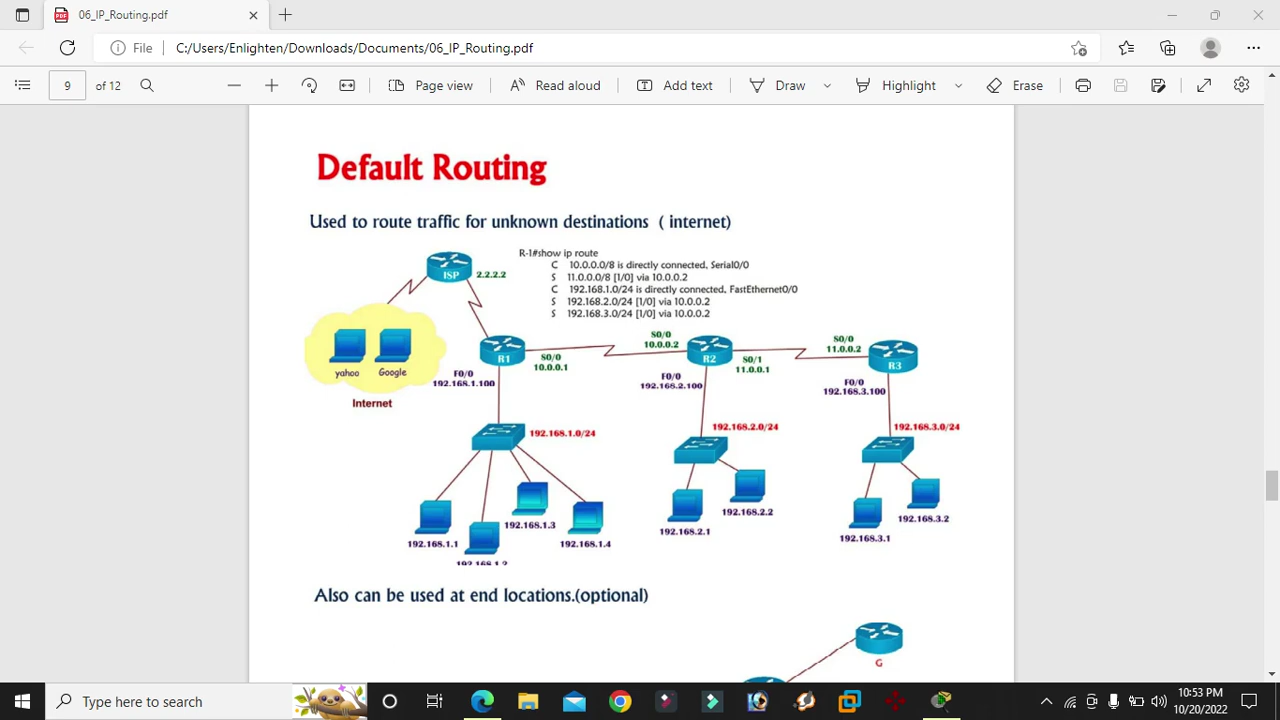 06_IP_Routing.pdf
File C:/Users/Enlighten/Downloads/Documents/06_IP_Routing.pdf
9 of 12 Page view Read aloud Add text Draw Highlight Erase
Default Routing
Used to route traffic for unknown destinations ( internet)
R-1#show ip route
C 10.0.0.0/8 is directly connected, Serial0/0
S 11.0.0.0/8 [1/0] via 10.0.0.2
C 192.168.1.0/24 is directly connected, FastEthernet0/0
S 192.168.2.0/24 [1/0] via 10.0.0.2
S 192.168.3.0/24 [1/0] via 10.0.0.2
ISP
2.2.2.2
yahoo
Google
Internet
R1
S0/0
10.0.0.1
F0/0
192.168.1.100
S0/0
10.0.0.2
R2
S0/1
11.0.0.1
F0/0
192.168.2.100
S0/0
11.0.0.2
R3
F0/0
192.168.3.100
192.168.1.0/24
192.168.2.0/24
192.168.3.0/24
192.168.1.1
192.168.1.2
192.168.1.3
192.168.1.4
192.168.2.1
192.168.2.2
192.168.3.1
192.168.3.2
Also can be used at end locations.(optional)
G
Type here to search
10:53 PM
10/20/2022